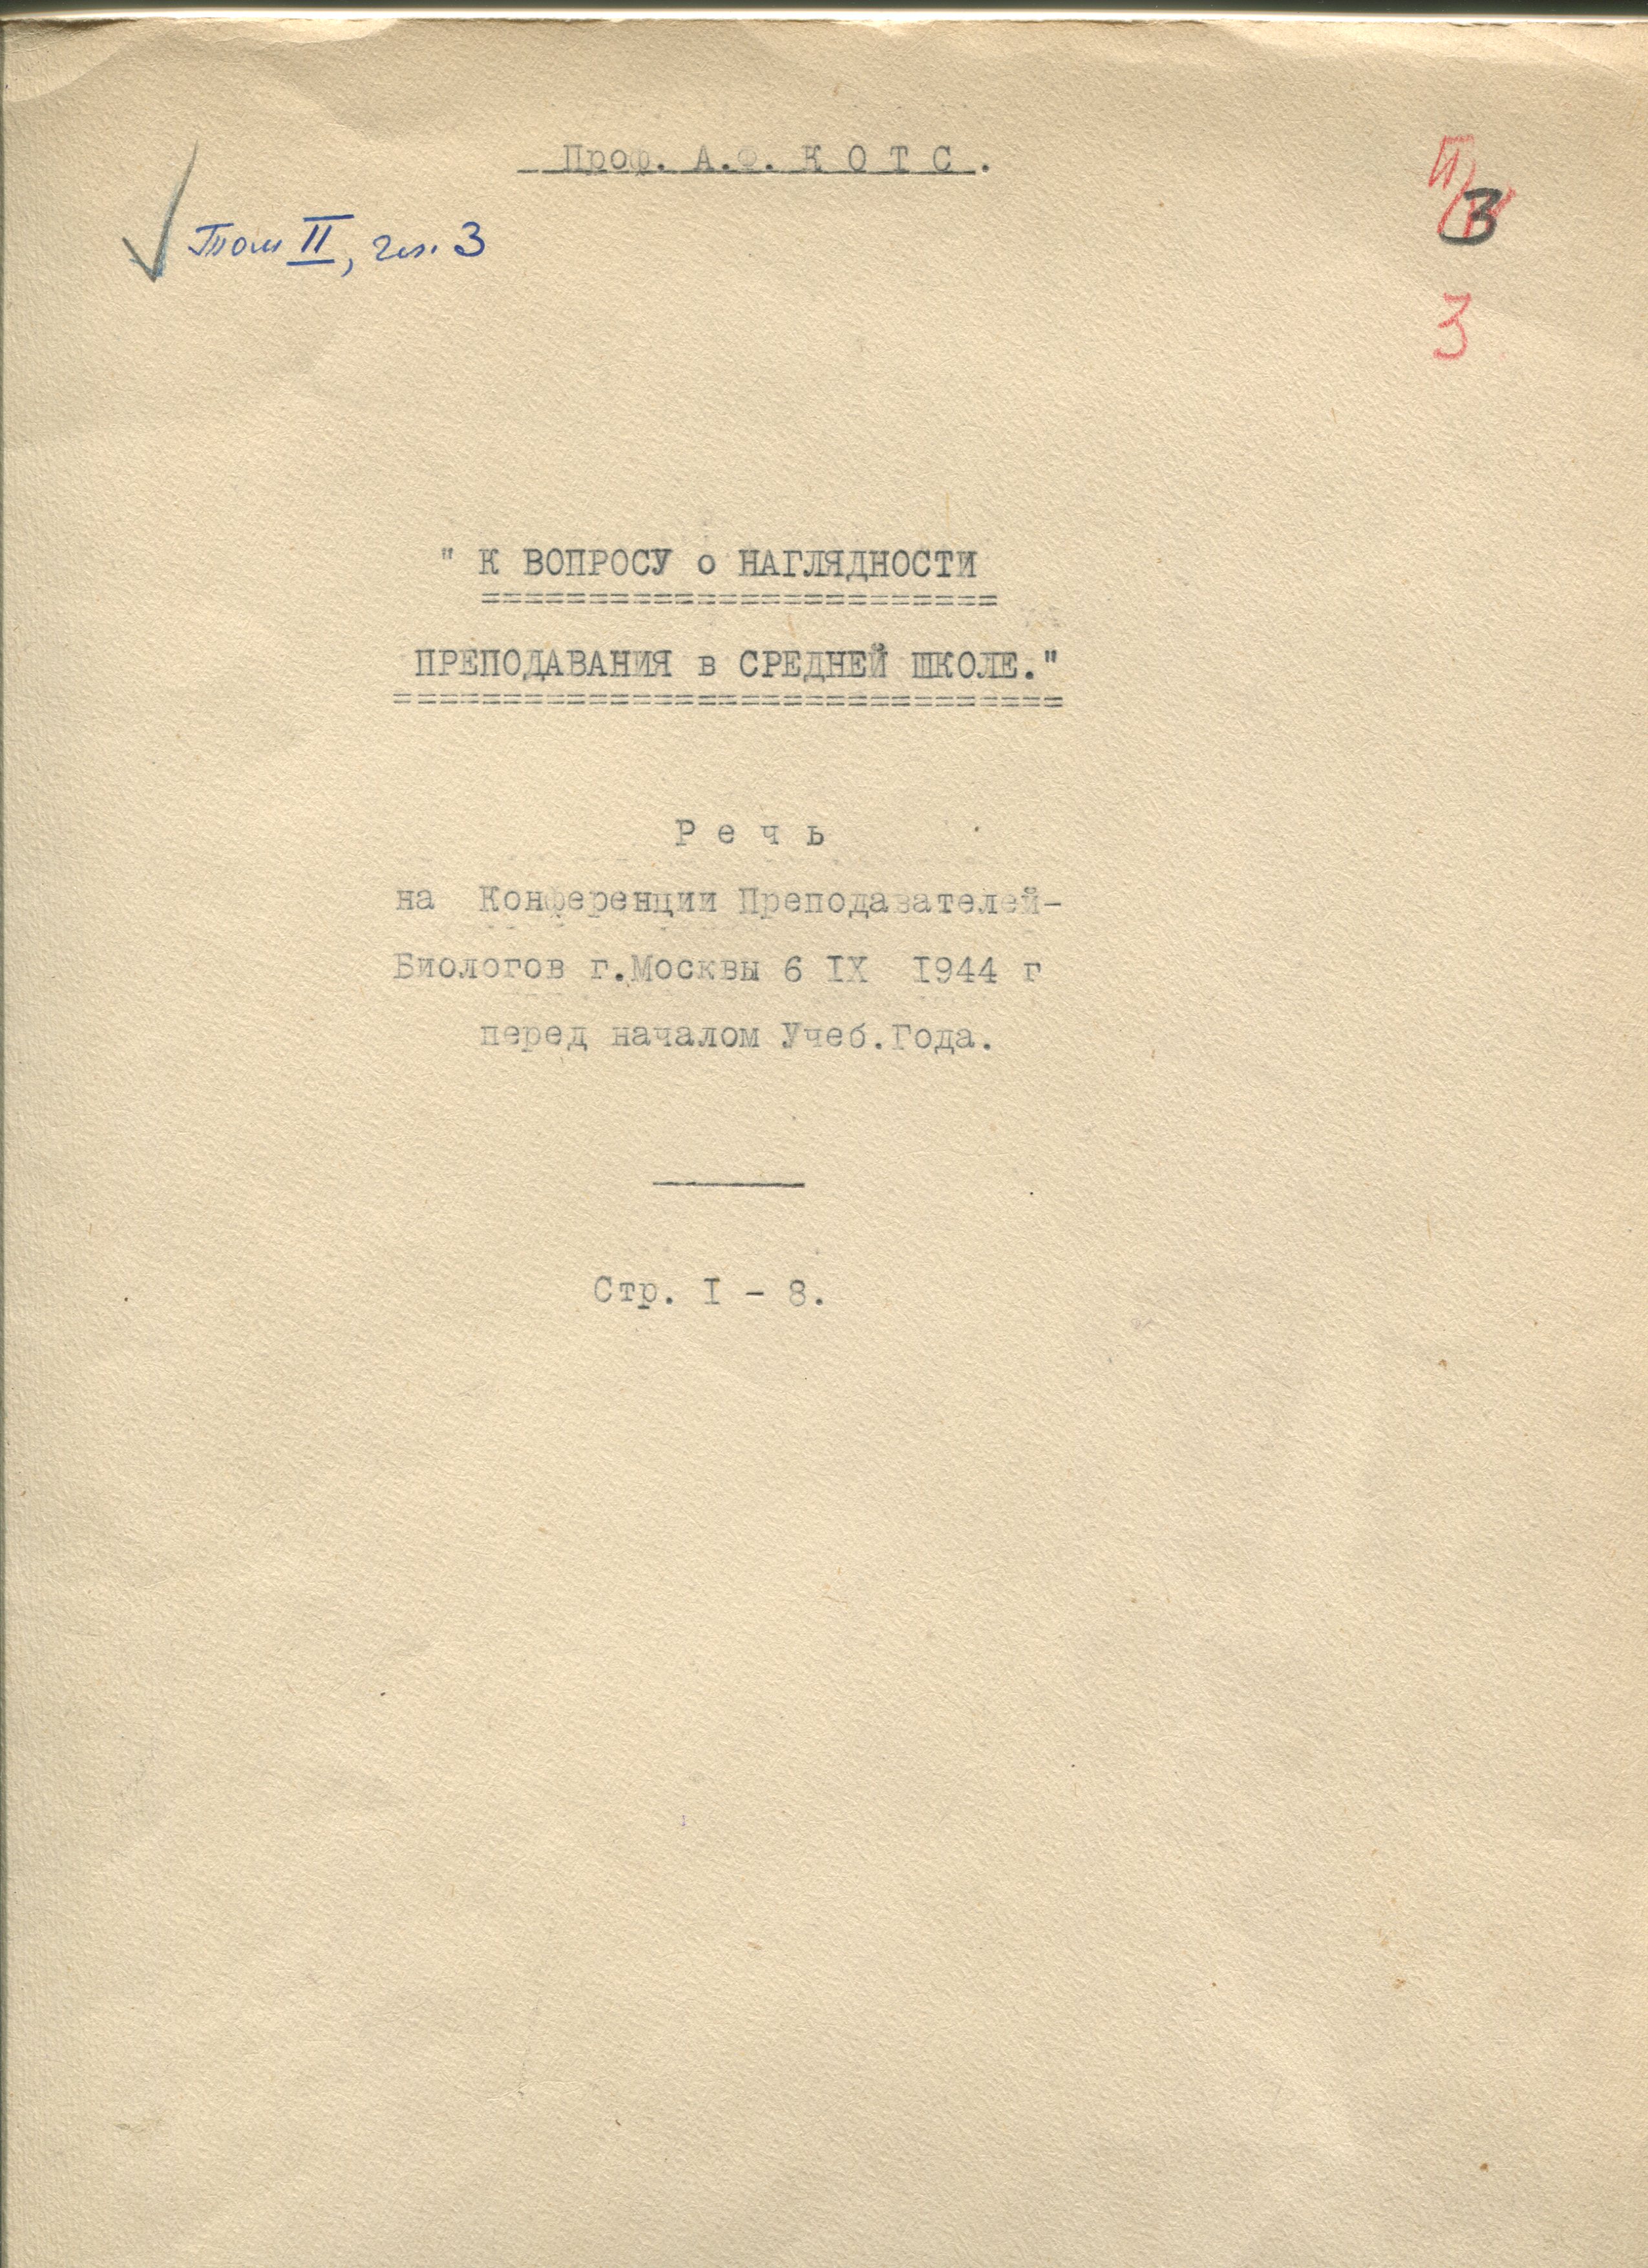 Проф. А.Ф. К О Т С .
Том II, гл. 3
3
3
" К ВОПРОСУ о НАГЛЯДНОСТИ
ПРЕПОДАВАНИЯ в СРЕДНЕЙ ШКОЛЕ."
Р е ч ь
на Конференции Преподавателей-
Биологов г.Москвы 6 IX 1944 г
перед началом Учеб.Года.
Стр. I - 8.